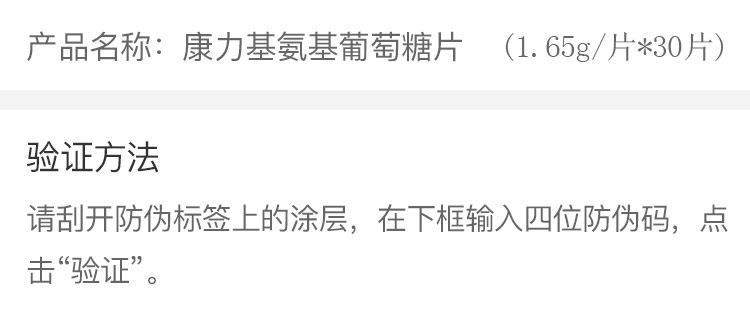 产品名称：康力基氨基葡萄糖片 （1.65g/片*30片）
验证方法
请刮开防伪标签上的涂层，在下框输入四位防伪码，点
击“验证”。